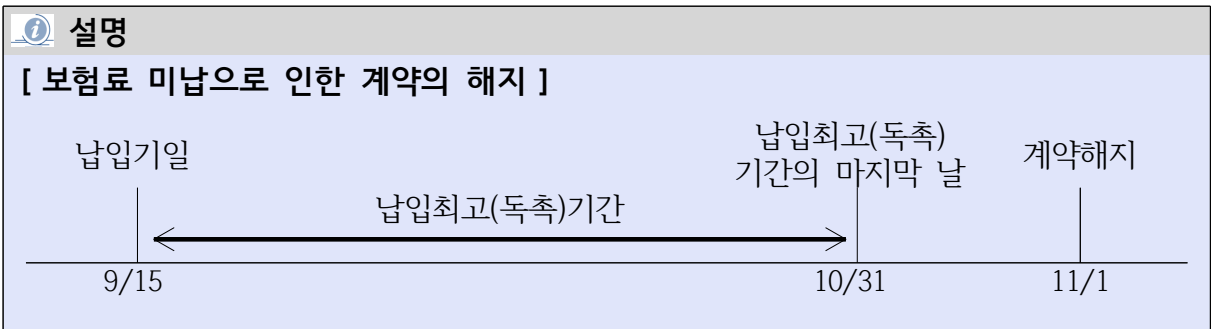 설명
[ 보험료 미납으로 인한 계약의 해지 ]
납입기일
납입최고(독촉)
기간의 마지막 날
계약해지
납입최고(독촉)기간
9/15
10/31
11/1